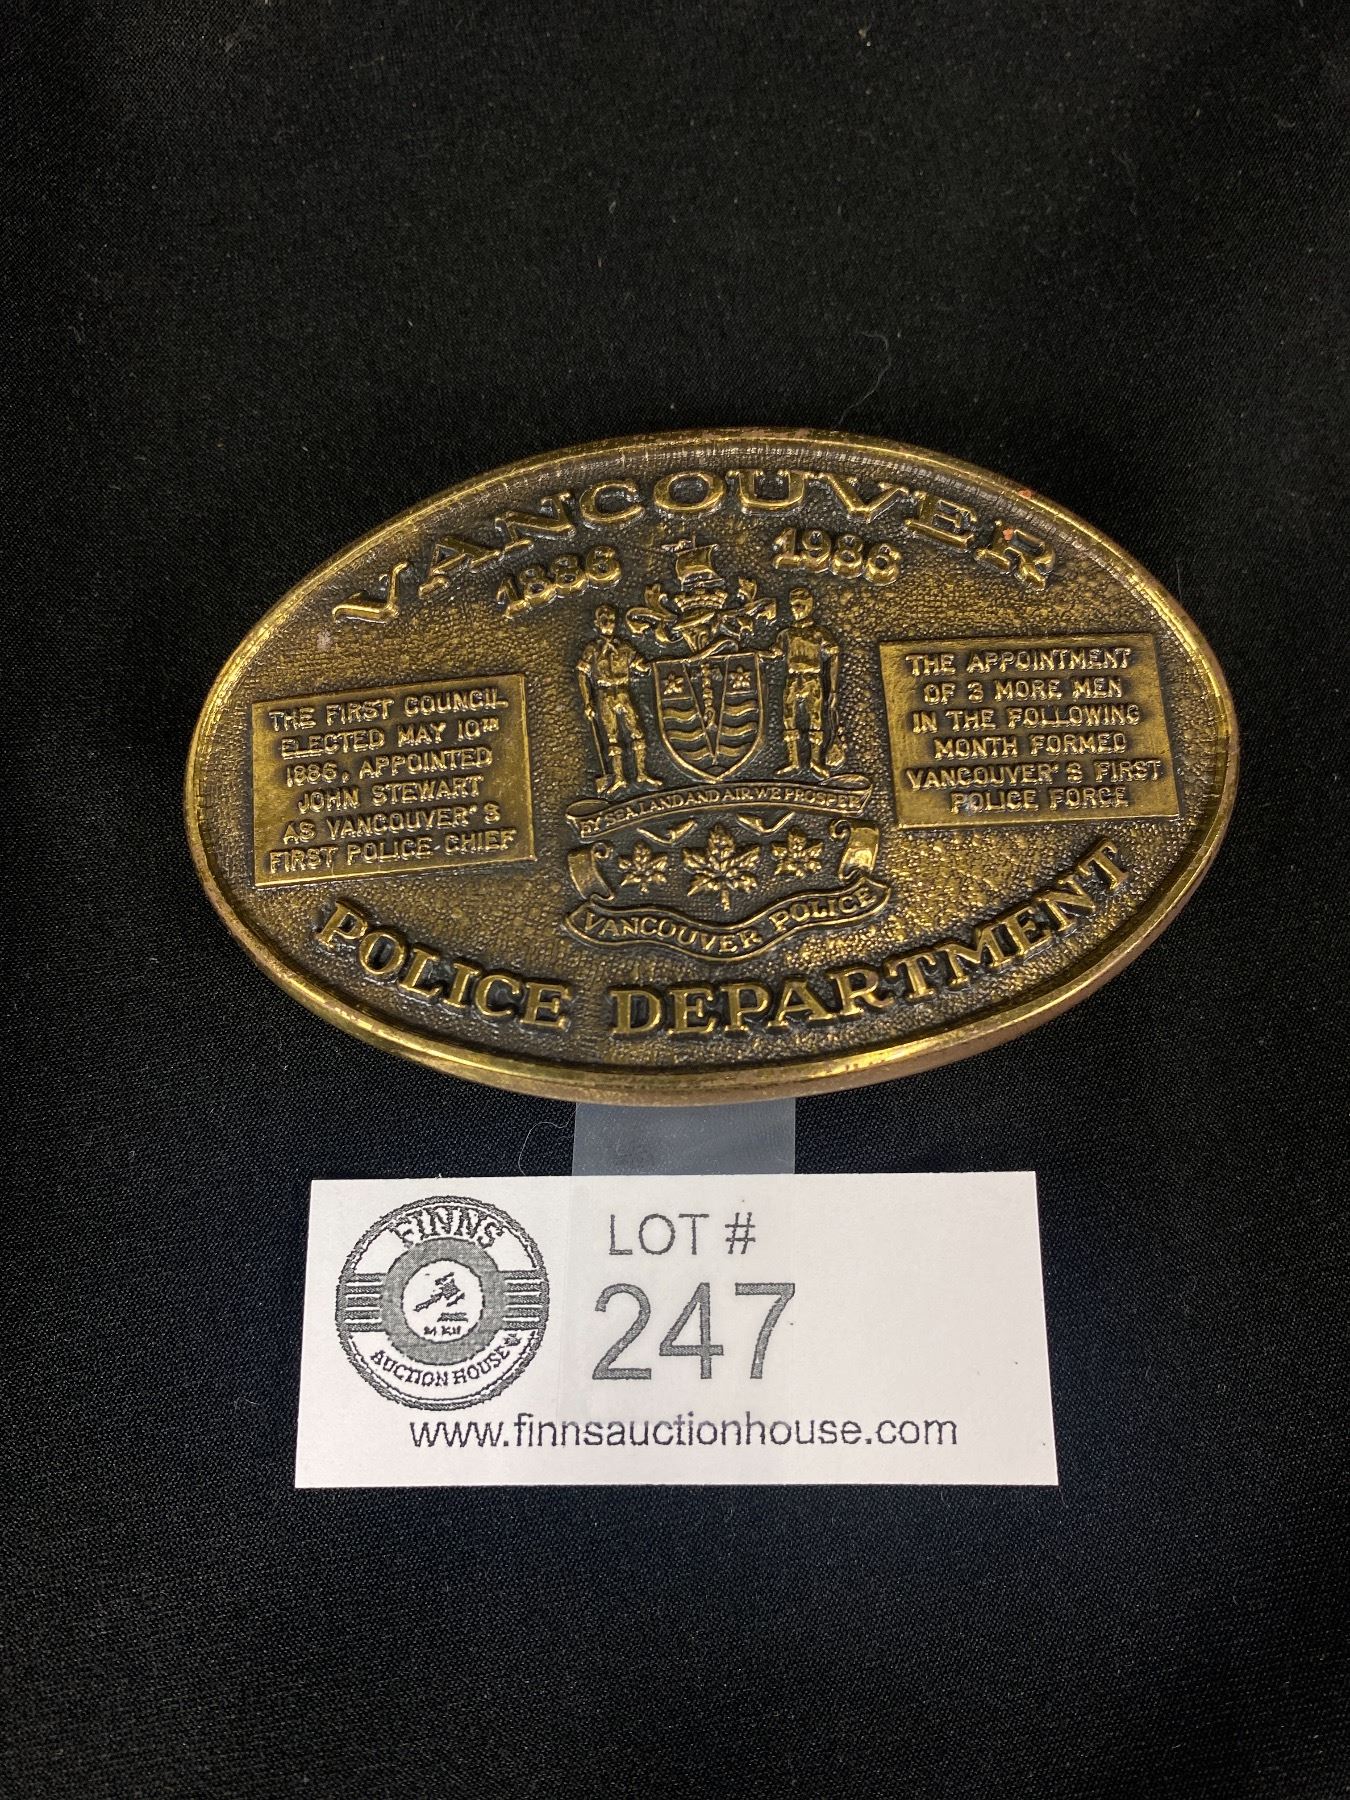 VANCOUVER
1886 1986
THE FIRST COUNCIL
ELECTED MAY 10TH
1886, APPOINTED
JOHN STEWART
AS VANCOUVER'S
FIRST POLICE CHIEF
THE APPOINTMENT
OF 3 MORE MEN
IN THE FOLLOWING
MONTH FORMED
VANCOUVER'S FIRST
POLICE FORCE
BY SEA LAND AND AIR WE PROSPER
VANCOUVER POLICE
POLICE DEPARTMENT
FINNS
AUCTION HOUSE
LOT #
247
www.finnsauctionhouse.com